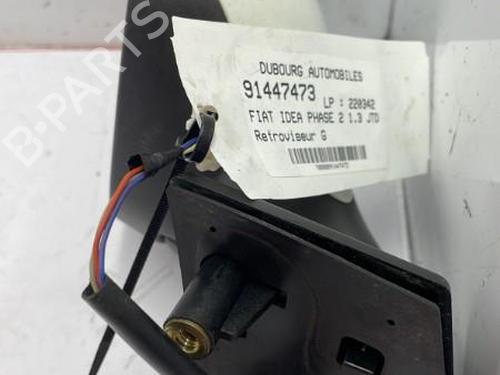 DUBOURG AUTOMOBILES
91447473 LP : 220342
FIAT IDEA PHASE 2 1.3 JTD
Retroviseur G
B-PARTS